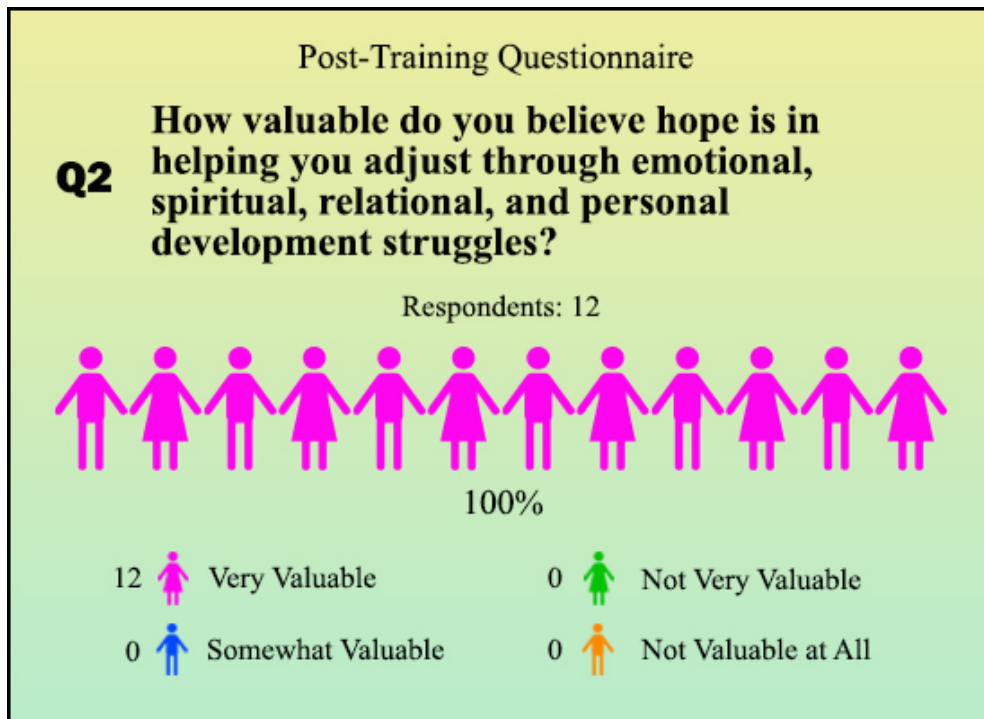 Post-Training Questionnaire
Q2
How valuable do you believe hope is in
helping you adjust through emotional,
spiritual, relational, and personal
development struggles?
Respondents: 12
100%
12 Very Valuable
0 Not Very Valuable
0 Somewhat Valuable
0 Not Valuable at All